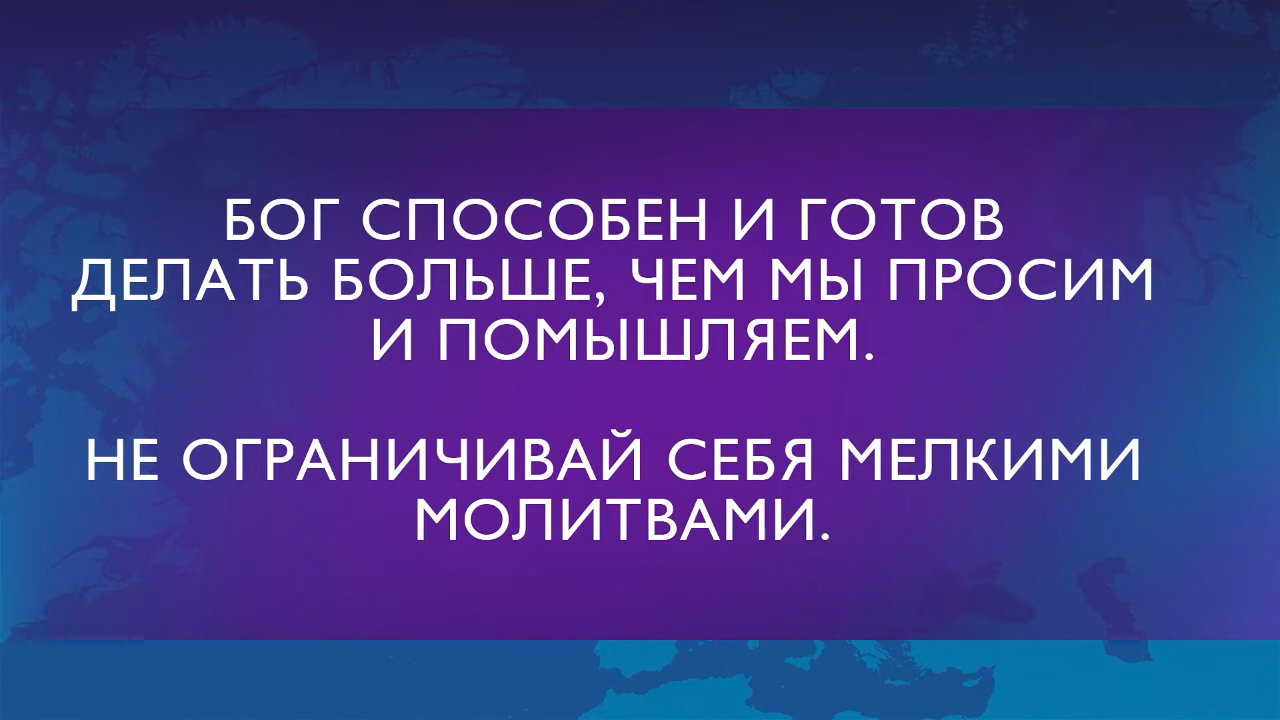 БОГ СПОСОБЕН И ГОТОВ
ДЕЛАТЬ БОЛЬШЕ, ЧЕМ МЫ ПРОСИМ
И ПОМЫШЛЯЕМ.
НЕ ОГРАНИЧИВАЙ СЕБЯ МЕЛКИМИ
МОЛИТВАМИ.